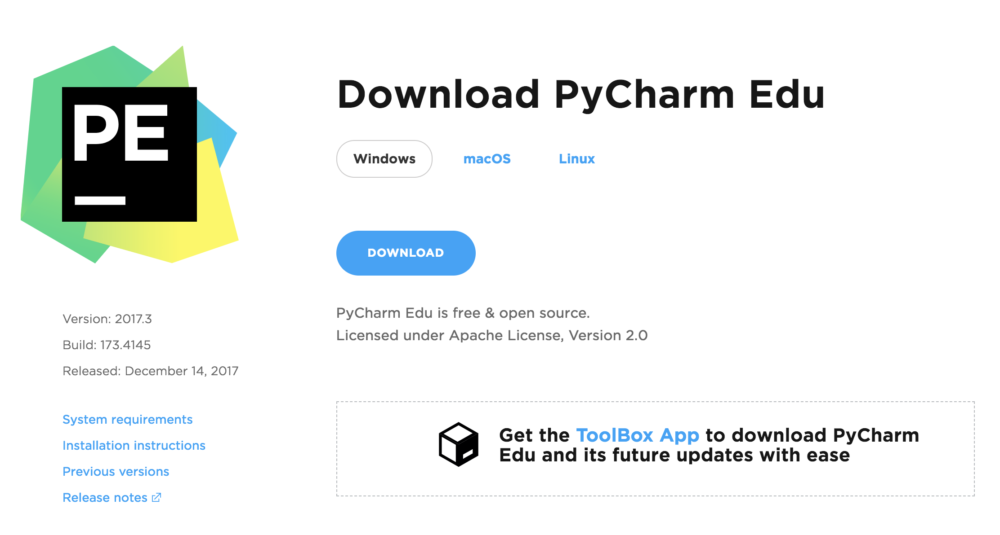 PE
Download PyCharm Edu
Windows
macOS
Linux
DOWNLOAD
PyCharm Edu is free & open source.
Licensed under Apache License, Version 2.0
Version: 2017.3
Build: 173.4145
Released: December 14, 2017
System requirements
Installation instructions
Previous versions
Release notes
Get the ToolBox App to download PyCharm
Edu and its future updates with ease